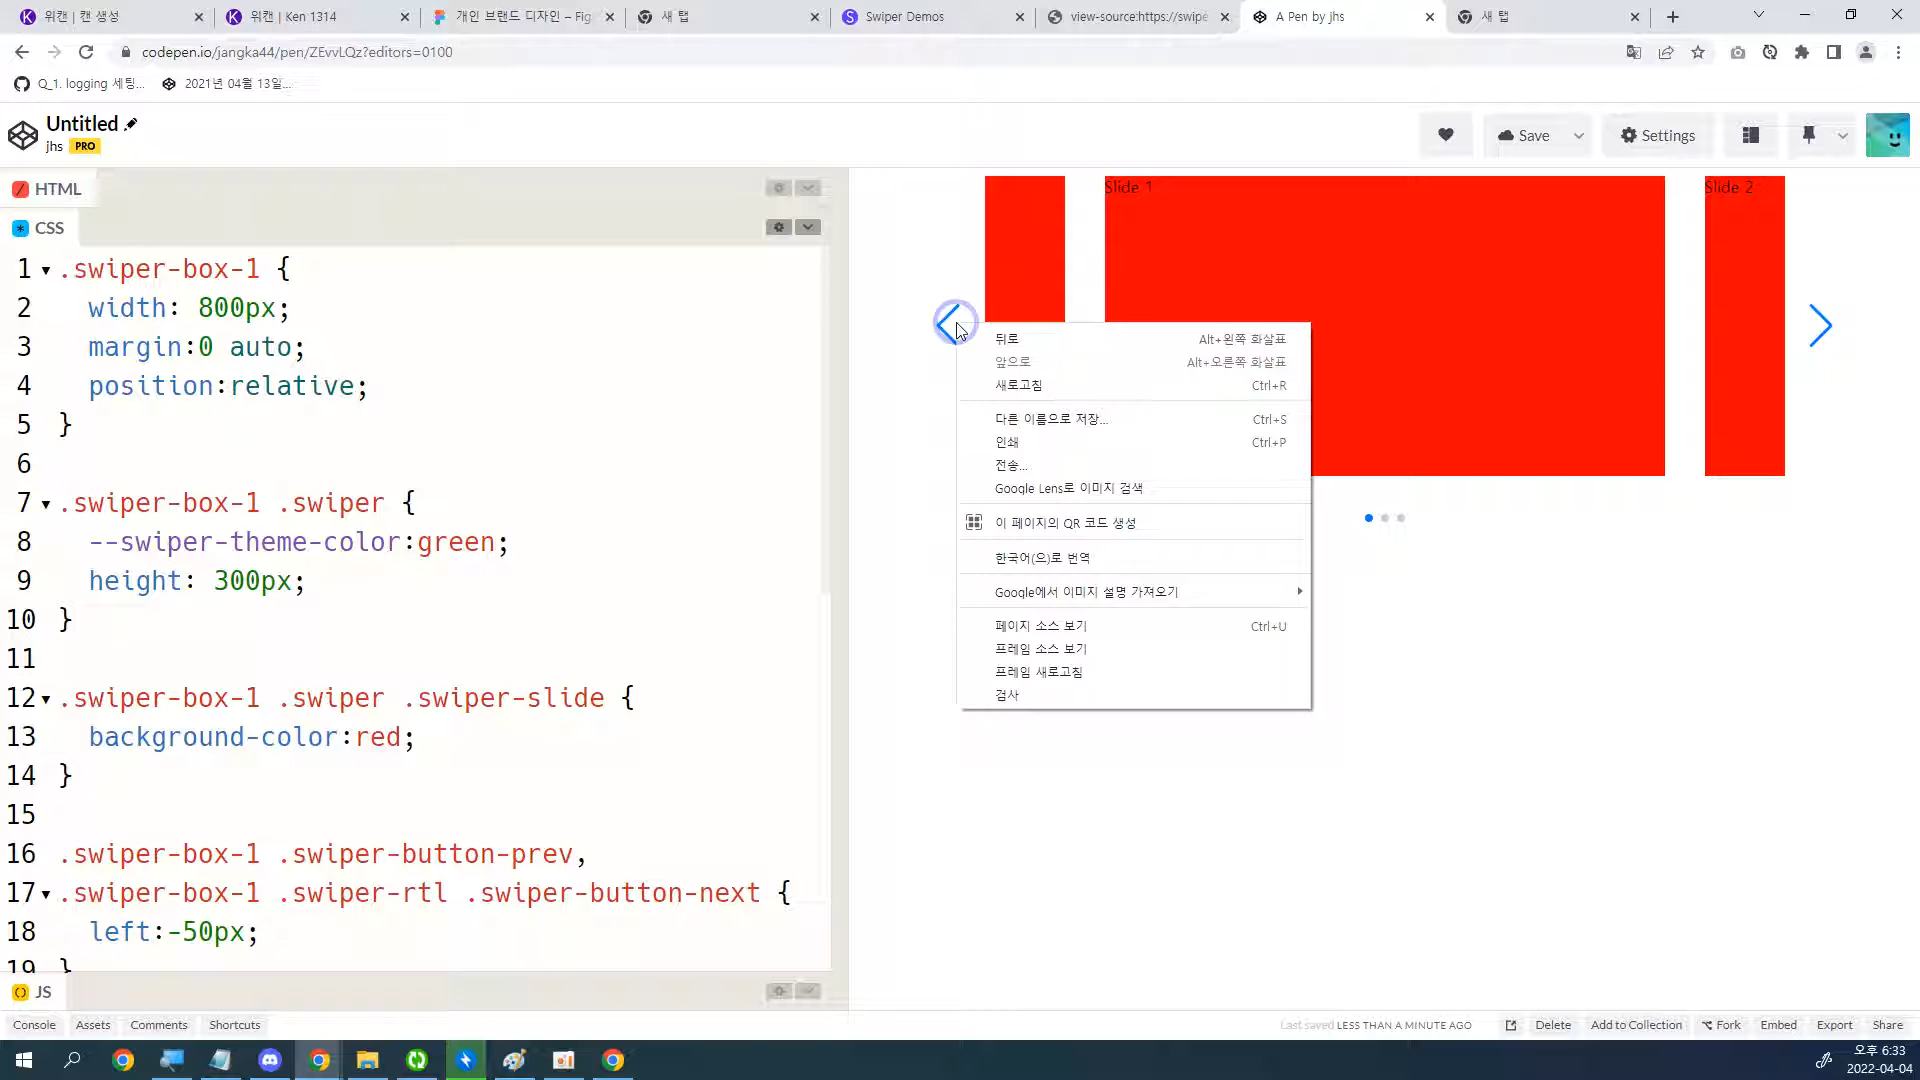 위캔 | 캔 생성
위캔 | Ken 1314
개인 브랜드 디자인 – Fig
새 탭
Swiper Demos
view-source:https://swipe
A Pen by jhs
새 탭
codepen.io/jangka44/pen/ZEvvLQz?editors=0100
Q_1. logging 세팅...
2021년 04월 13일...
Untitled
jhs PRO
Save
Settings
HTML
CSS
1 .swiper-box-1 {
2 width: 800px;
3 margin:0 auto;
4 position:relative;
5 }
6
7 .swiper-box-1 .swiper {
8 --swiper-theme-color:green;
9 height: 300px;
10 }
11
12 .swiper-box-1 .swiper .swiper-slide {
13 background-color:red;
14 }
15
16 .swiper-box-1 .swiper-button-prev,
17 .swiper-box-1 .swiper-rtl .swiper-button-next {
18 left:-50px;
19 }
JS
Slide 1
Slide 2
뒤로 Alt+왼쪽 화살표
앞으로 Alt+오른쪽 화살표
새로고침 Ctrl+R
다른 이름으로 저장... Ctrl+S
인쇄 Ctrl+P
전송...
Google Lens로 이미지 검색
이 페이지의 QR 코드 생성
한국어(으)로 번역
Google에서 이미지 설명 가져오기
페이지 소스 보기 Ctrl+U
프레임 소스 보기
프레임 새로고침
검사
Console
Assets
Comments
Shortcuts
Last saved LESS THAN A MINUTE AGO
Delete
Add to Collection
Fork
Embed
Export
Share
오후 6:33
2022-04-04